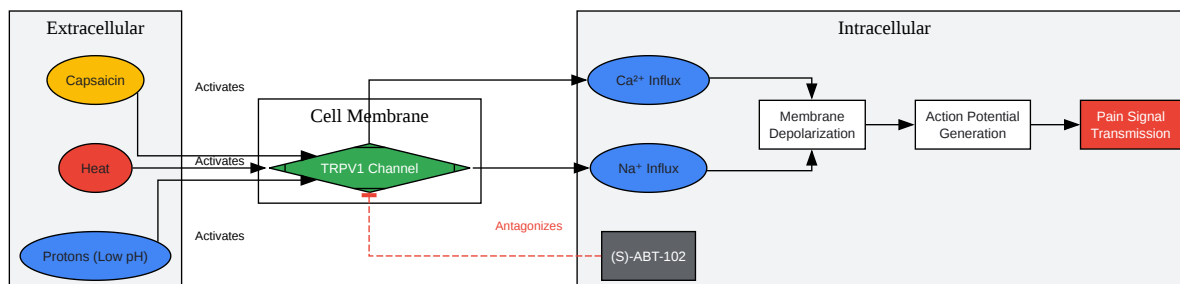 Extracellular
Capsaicin
Heat
Protons (Low pH)
Activates
Activates
Activates
Cell Membrane
TRPV1 Channel
Antagonizes
Intracellular
Ca²⁺ Influx
Na⁺ Influx
(S)-ABT-102
Membrane
Depolarization
Action Potential
Generation
Pain Signal
Transmission